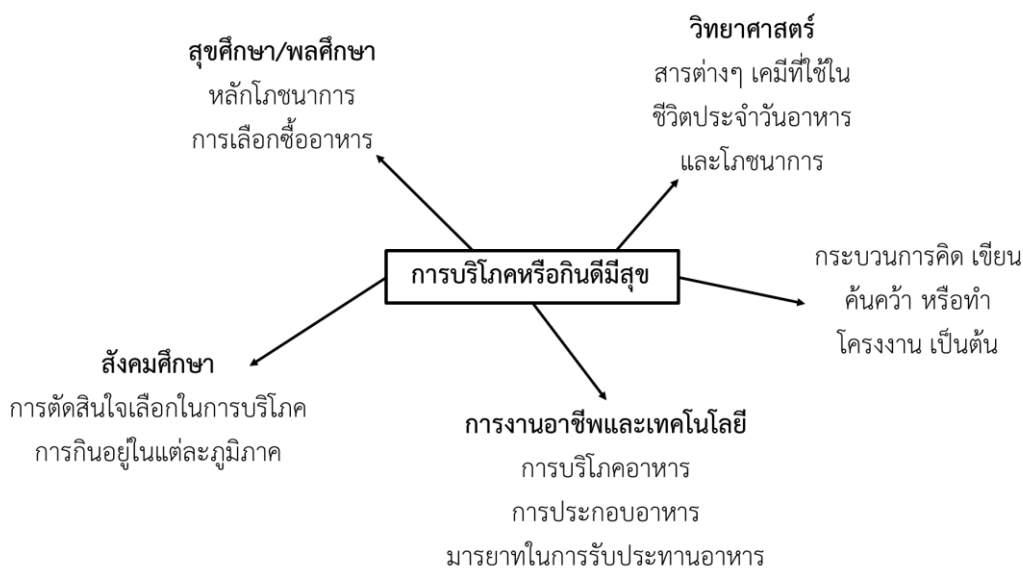 สุขศึกษา/พลศึกษา
หลักโภชนาการ
การเลือกซื้ออาหาร
วิทยาศาสตร์
สารต่างๆ เคมีที่ใช้ใน
ชีวิตประจำวันอาหาร
และโภชนาการ
การบริโภคหรือกินดีมีสุข
กระบวนการคิด เขียน
ค้นคว้า หรือทำ
โครงงาน เป็นต้น
สังคมศึกษา
การตัดสินใจเลือกในการบริโภค
การกินอยู่ในแต่ละภูมิภาค
การงานอาชีพและเทคโนโลยี
การบริโภคอาหาร
การประกอบอาหาร
มารยาทในการรับประทานอาหาร